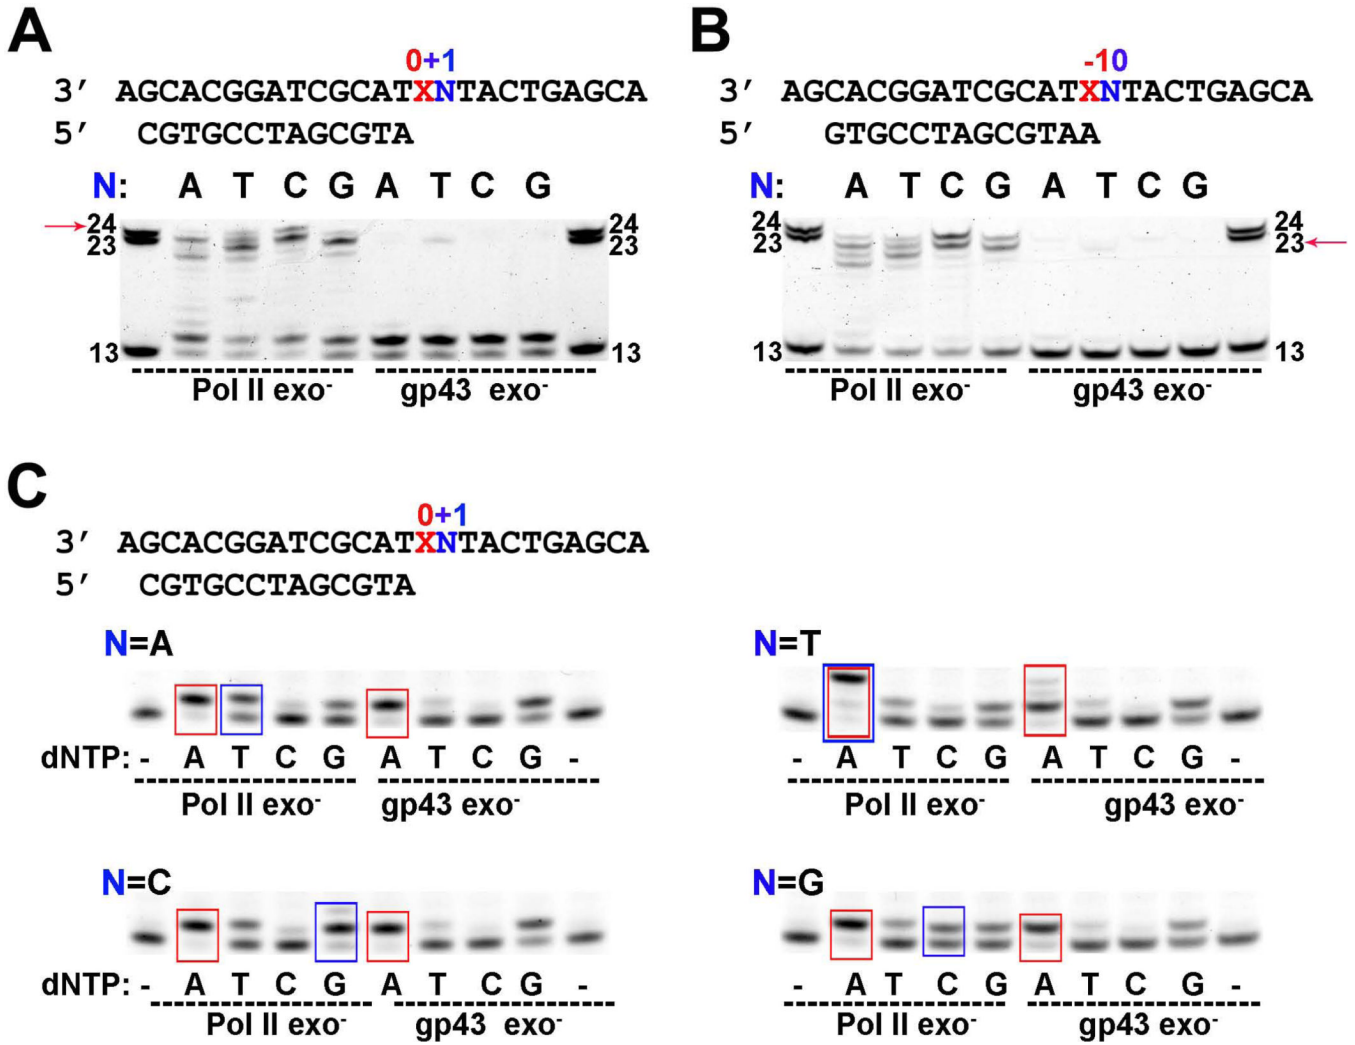 A
0+1
3′ AGCACGGATCGCATXNTACTGAGCA
5′ CGTGCCTAGCGTA
N: A T C G A T C G
24 24
23 23
13 13
Pol II exo⁻ gp43 exo⁻
B
-10
3′ AGCACGGATCGCATXNTACTGAGCA
5′ GTGCCTAGCGTAA
N: A T C G A T C G
24 24
23 23
13 13
Pol II exo⁻ gp43 exo⁻
C
0+1
3′ AGCACGGATCGCATXNTACTGAGCA
5′ CGTGCCTAGCGTA
N=A
dNTP: - A T C G A T C G -
Pol II exo⁻ gp43 exo⁻
N=T
- A T C G A T C G -
Pol II exo⁻ gp43 exo⁻
N=C
dNTP: - A T C G A T C G -
Pol II exo⁻ gp43 exo⁻
N=G
- A T C G A T C G -
Pol II exo⁻ gp43 exo⁻